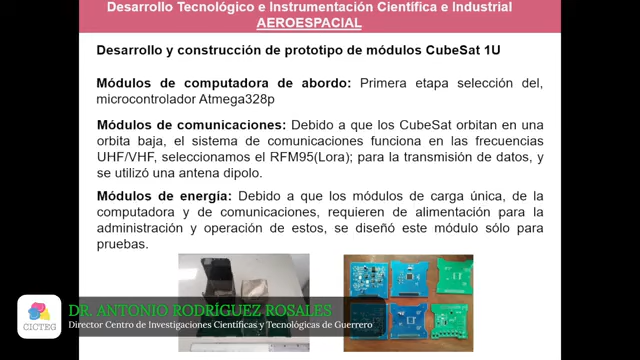 Desarrollo Tecnológico e Instrumentación Científica e Industrial
AEROESPACIAL
Desarrollo y construcción de prototipo de módulos CubeSat 1U
Módulos de computadora de abordo: Primera etapa selección del,
microcontrolador Atmega328p
Módulos de comunicaciones: Debido a que los CubeSat orbitan en una
orbita baja, el sistema de comunicaciones funciona en las frecuencias
UHF/VHF, seleccionamos el RFM95(Lora); para la transmisión de datos, y
se utilizó una antena dipolo.
Módulos de energía: Debido a que los módulos de carga única, de la
computadora y de comunicaciones, requieren de alimentación para la
administración y operación de estos, se diseñó este módulo sólo para
pruebas.
CICTEG
DR. ANTONIO RODRÍGUEZ ROSALES
Director Centro de Investigaciones Científicas y Tecnológicas de Guerrero